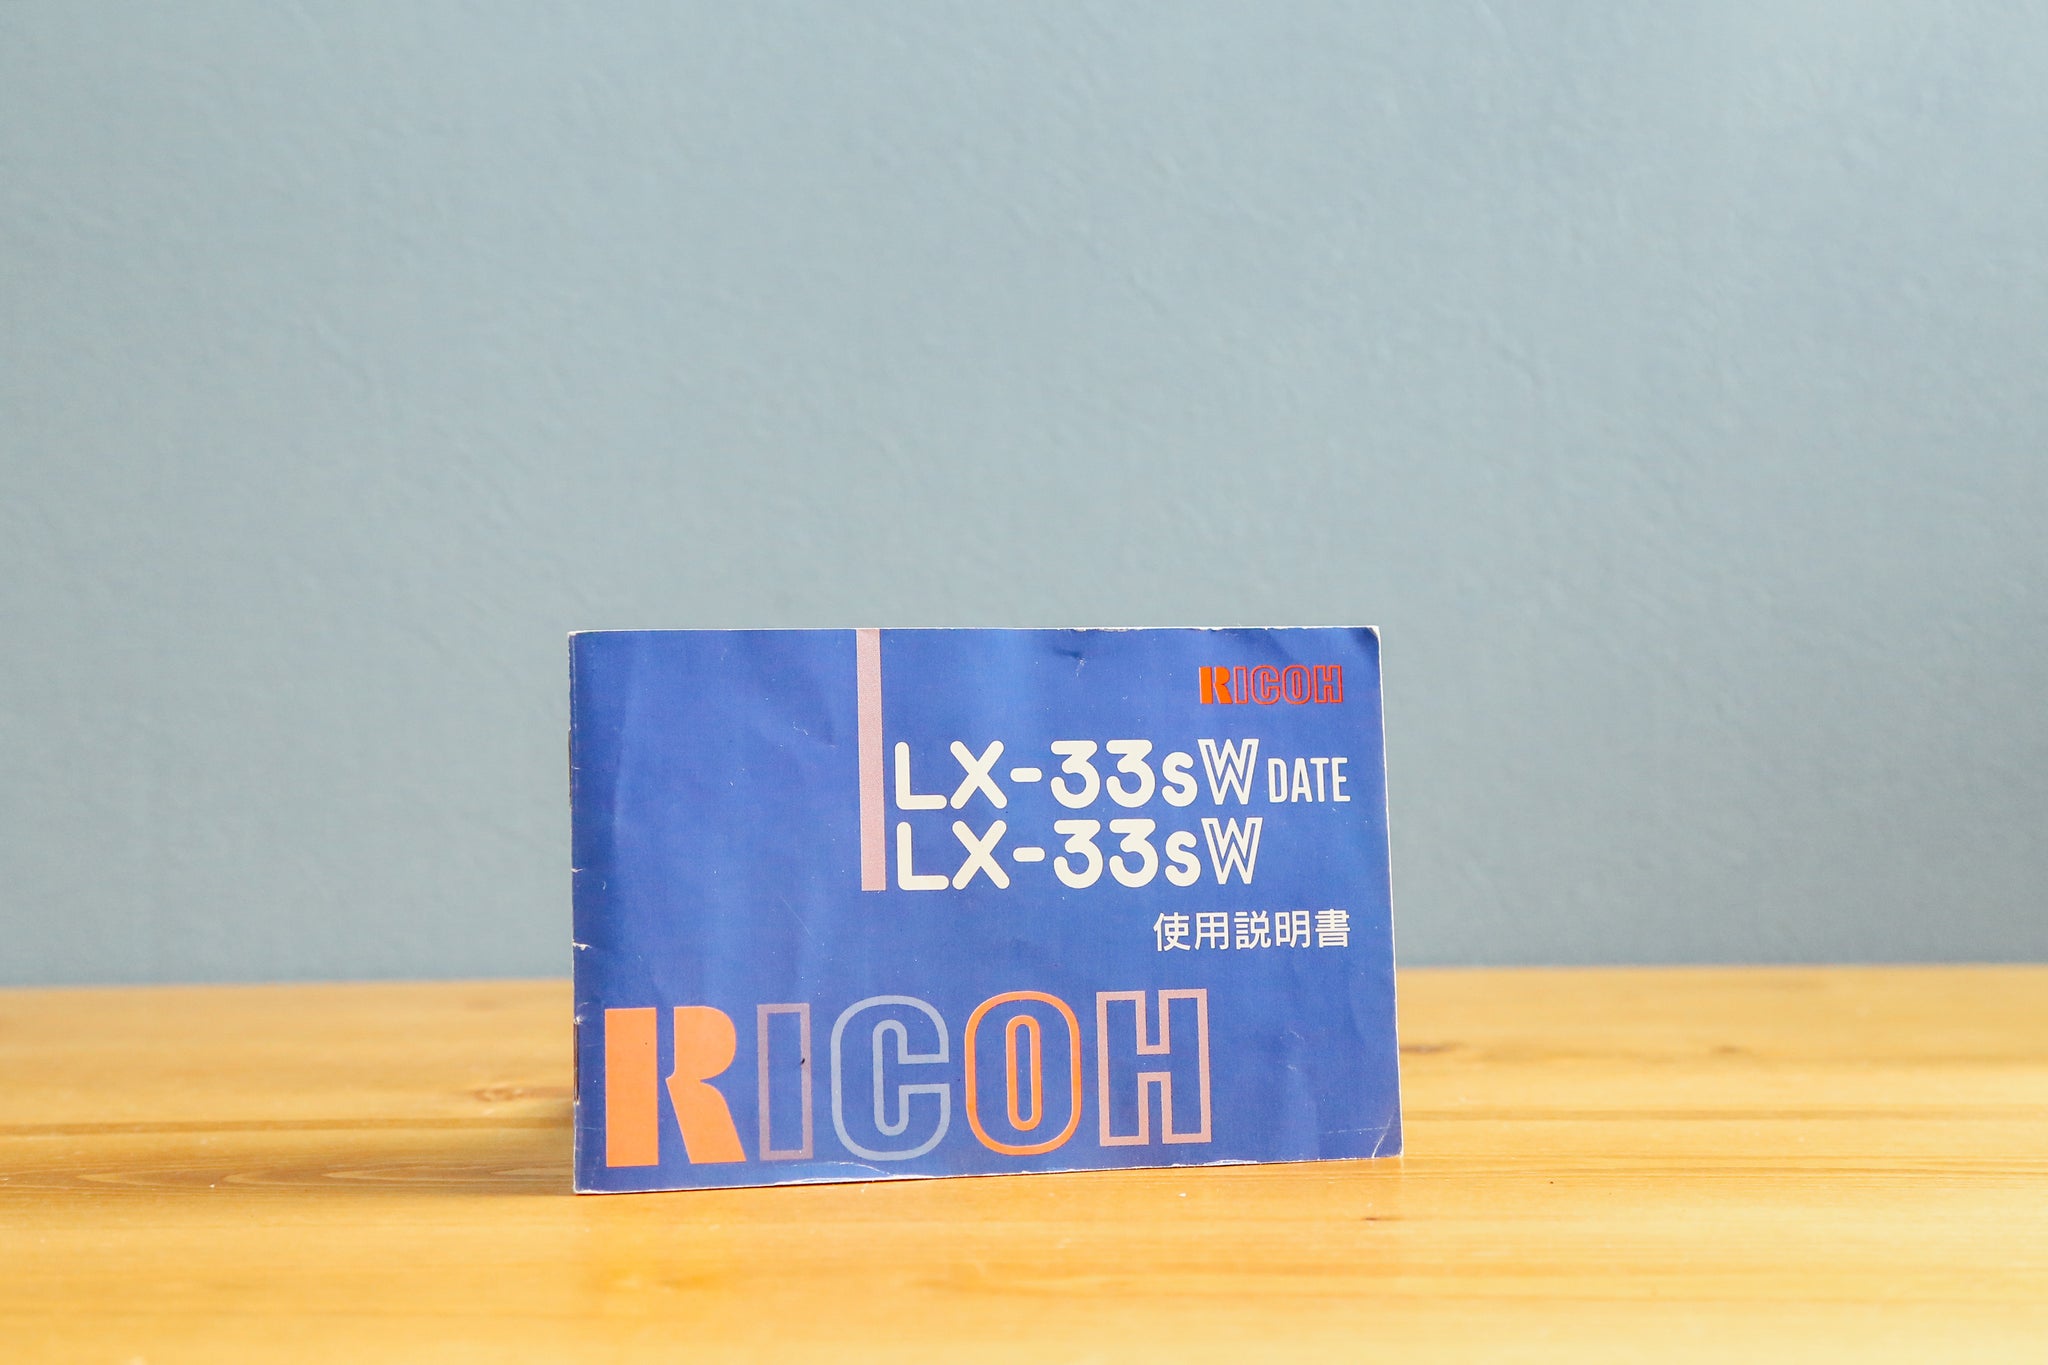 RICOH
LX-33sW DATE
LX-33sW
使用説明書
RICOH